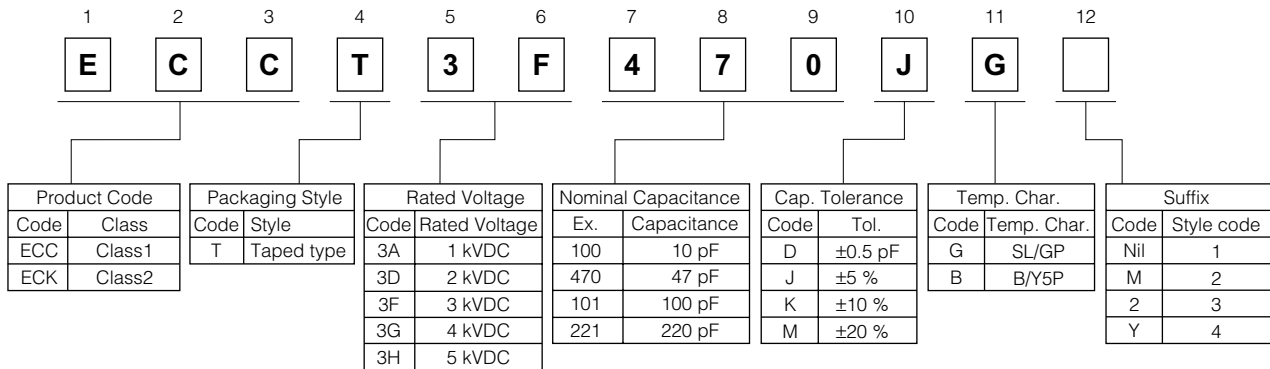 1 2 3 4 5 6 7 8 9 10 11 12
E C C T 3 F 4 7 0 J G
Product Code
Code Class
ECC Class1
ECK Class2
Packaging Style
Code Style
T Taped type
Rated Voltage
Code Rated Voltage
3A 1 kVDC
3D 2 kVDC
3F 3 kVDC
3G 4 kVDC
3H 5 kVDC
Nominal Capacitance
Ex. Capacitance
100 10 pF
470 47 pF
101 100 pF
221 220 pF
Cap. Tolerance
Code Tol.
D ±0.5 pF
J ±5 %
K ±10 %
M ±20 %
Temp. Char.
Code Temp. Char.
G SL/GP
B B/Y5P
Suffix
Code Style code
Nil 1
M 2
2 3
Y 4